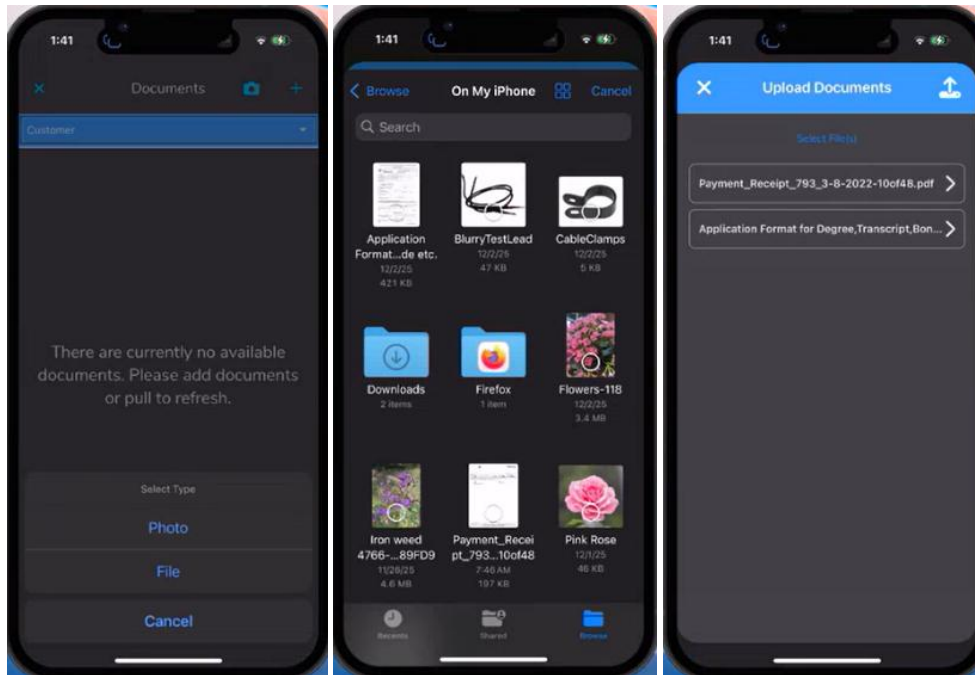 1:41
Documents
Customer
There are currently no available
documents. Please add documents
or pull to refresh.
Select Type
Photo
File
Cancel
1:41
Browse
On My iPhone
Cancel
Search
Application
Format...de etc.
12/2/25
421 KB
BlurryTestLead
12/2/25
47 KB
CableClamps
12/2/25
5 KB
Downloads
2 items
Firefox
1 item
Flowers-118
12/2/25
3.4 MB
Iron weed
4766-...89FD9
11/26/25
4.6 MB
Payment_Recei
pt_793...10of48
7:46 AM
197 KB
Pink Rose
12/1/25
46 KB
Recents
Shared
Browse
1:41
Upload Documents
Select File(s)
Payment_Receipt_793_3-8-2022-10of48.pdf
Application Format for Degree,Transcript,Bon...